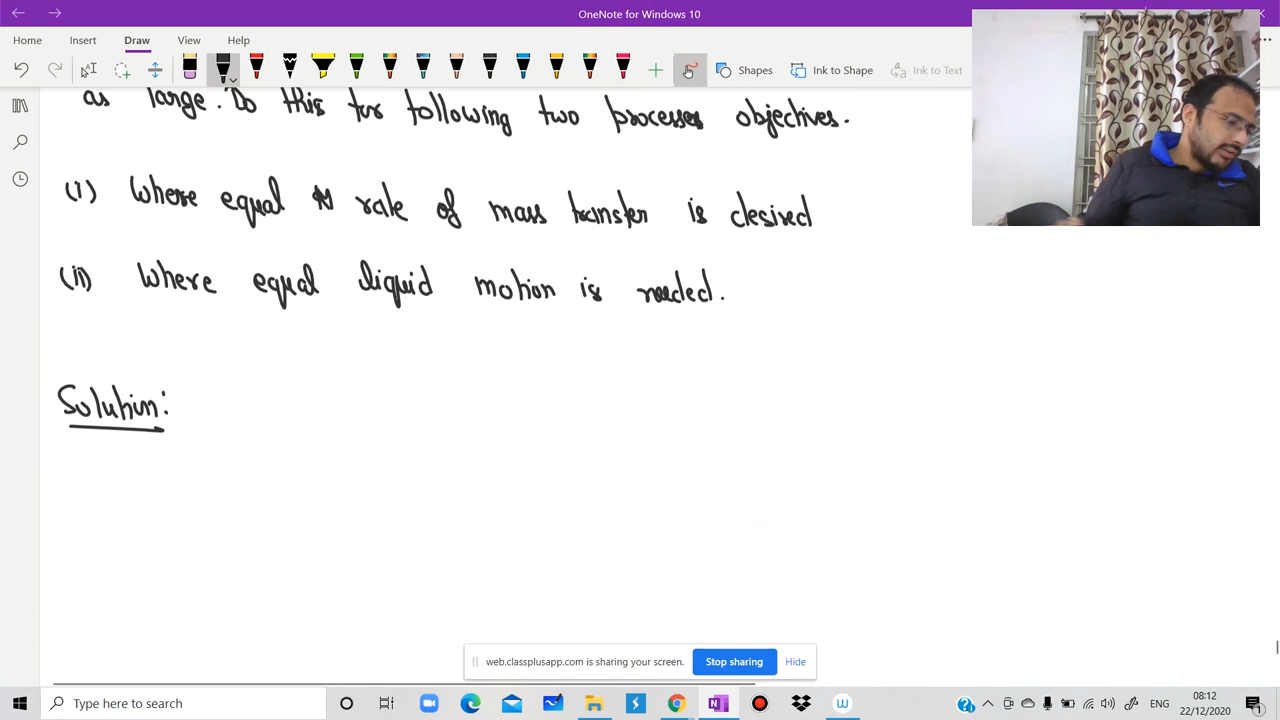 OneNote for Windows 10
Home Insert Draw View Help
Shapes Ink to Shape Ink to Text
as large. Do this for following two processes objectives.
(i) Where equal rate of mass transfer is desired
(ii) Where equal liquid motion is needed.
Solution:
web.classplusapp.com is sharing your screen. Stop sharing Hide
Type here to search
ENG
08:12
22/12/2020